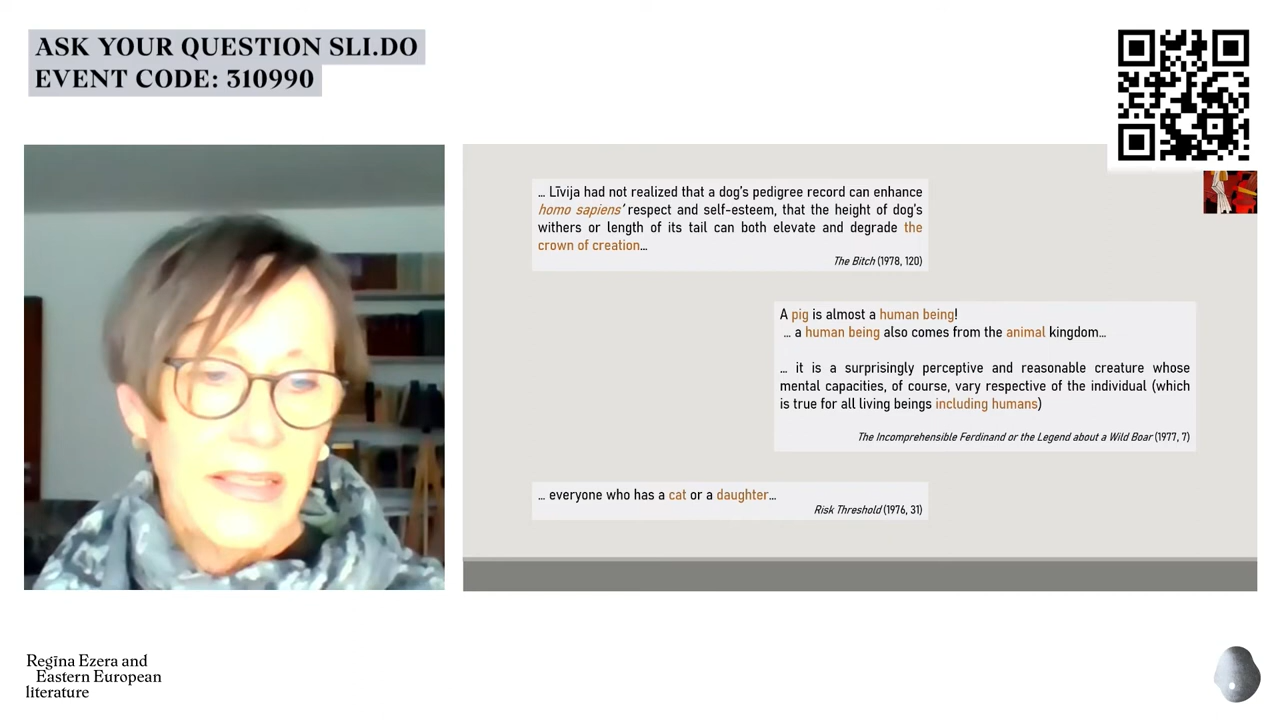 ASK YOUR QUESTION SLI.DO
EVENT CODE: 310990
... Līvija had not realized that a dog's pedigree record can enhance
homo sapiens' respect and self-esteem, that the height of dog's
withers or length of its tail can both elevate and degrade the
crown of creation...
The Bitch (1978, 120)
A pig is almost a human being!
... a human being also comes from the animal kingdom...
... it is a surprisingly perceptive and reasonable creature whose
mental capacities, of course, vary respective of the individual (which
is true for all living beings including humans)
The Incomprehensible Ferdinand or the Legend about a Wild Boar (1977, 7)
... everyone who has a cat or a daughter...
Risk Threshold (1976, 31)
Regīna Ezera and
Eastern European
literature